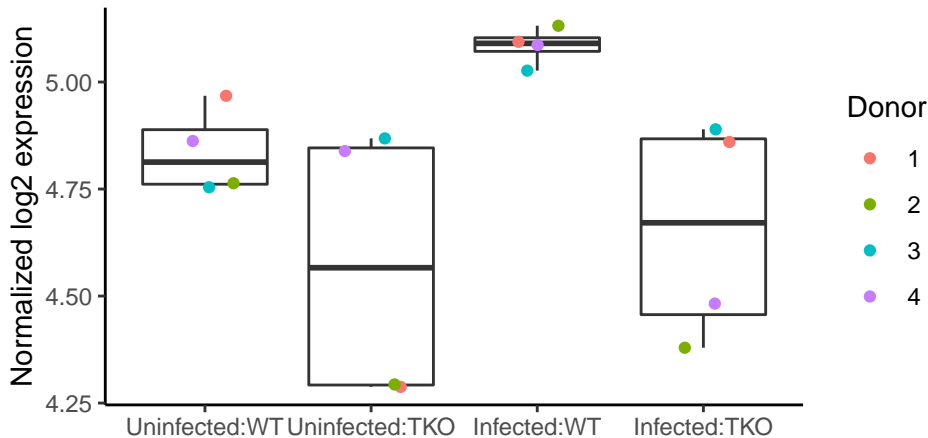 Normalized log2 expression
5.00
4.75
4.50
4.25
Uninfected:WT Uninfected:TKO Infected:WT Infected:TKO
Donor
1
2
3
4